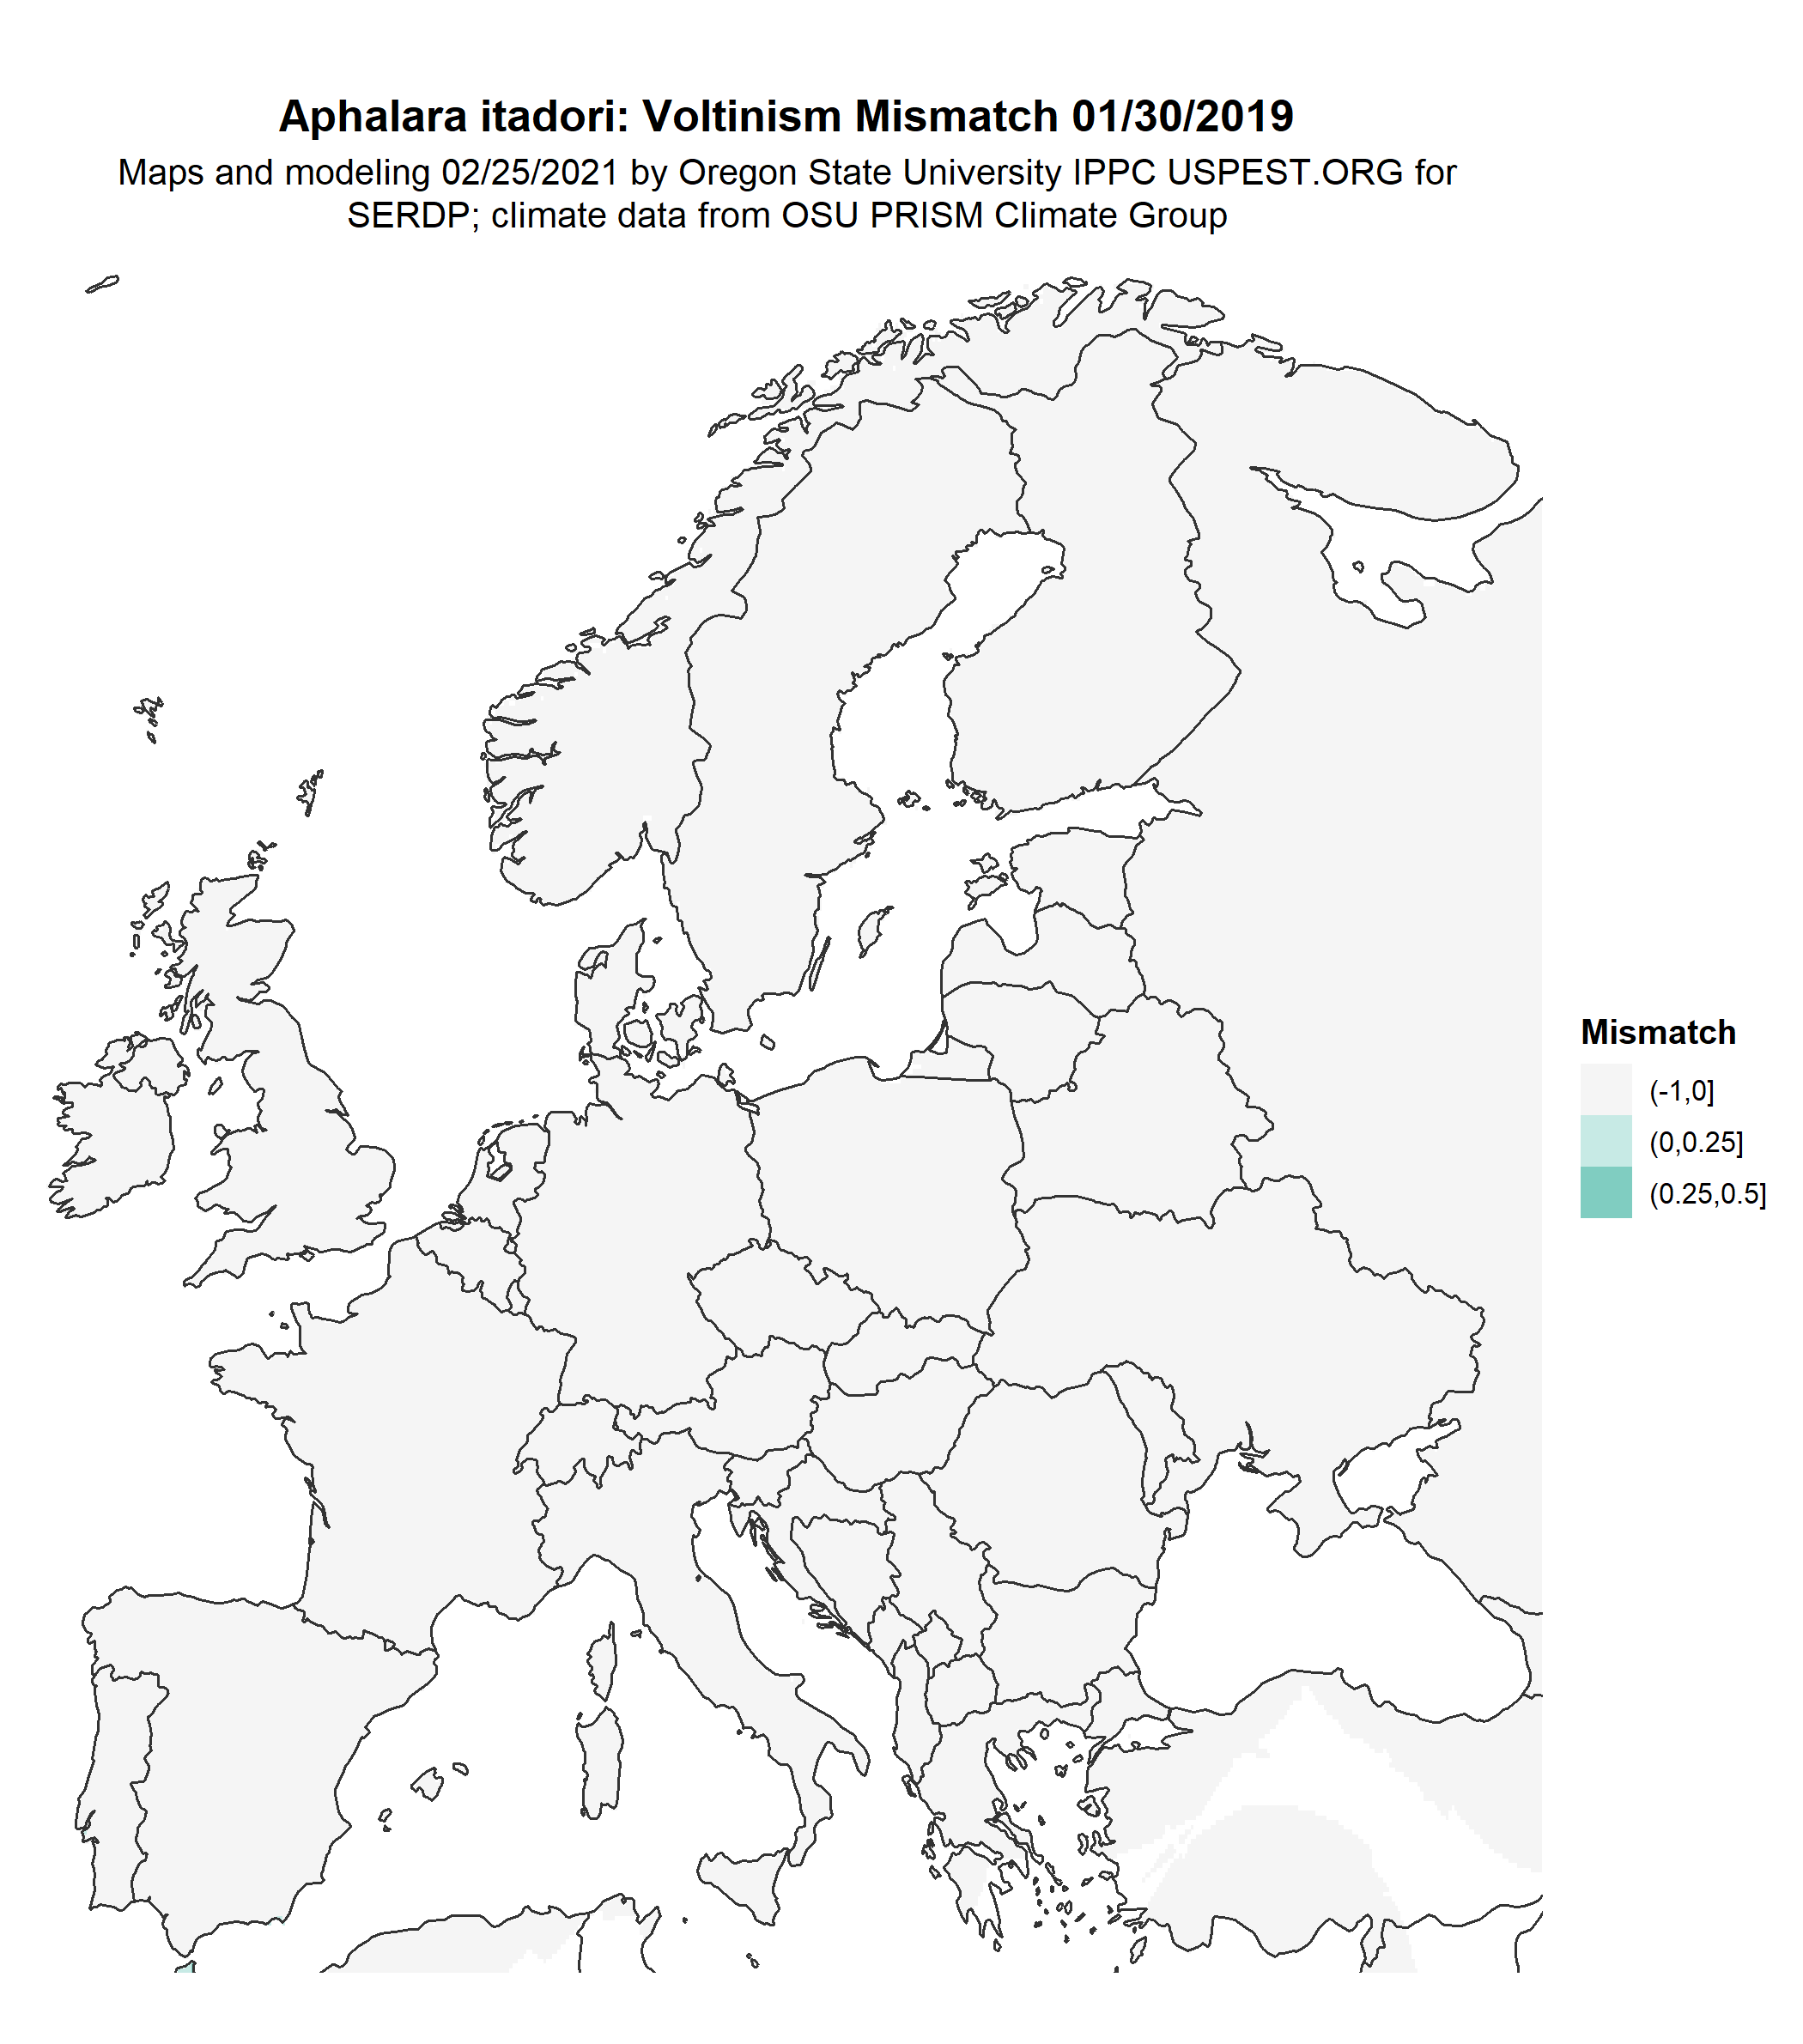 Aphalara itadori: Voltinism Mismatch 01/30/2019
Maps and modeling 02/25/2021 by Oregon State University IPPC USPEST.ORG for
SERDP; climate data from OSU PRISM Climate Group
Mismatch
(-1,0]
(0,0.25]
(0.25,0.5]